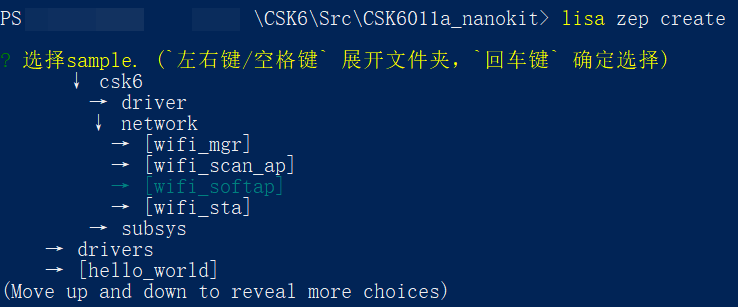 PS \CSK6\Src\CSK6011a_nanokit> lisa zep create
? 选择sample. (`左右键/空格键` 展开文件夹，`回车键` 确定选择)
↓ csk6
→ driver
↓ network
→ [wifi_mgr]
→ [wifi_scan_ap]
→ [wifi_softap]
→ [wifi_sta]
→ subsys
→ drivers
→ [hello_world]
(Move up and down to reveal more choices)